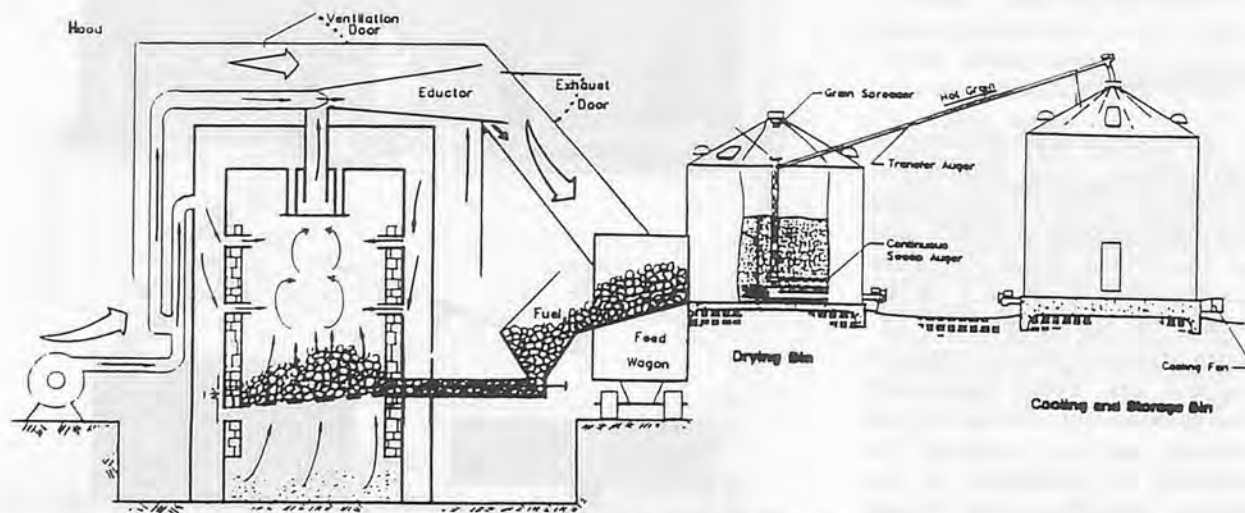 Hood
Ventilation
Door
Eductor
Exhaust
Door
Fuel
Feed
Wagon
Grain Spreader
Hot Grain
Transfer Auger
Continuous
Sweep Auger
Drying Bin
Cooling Fan
Cooling and Storage Bin